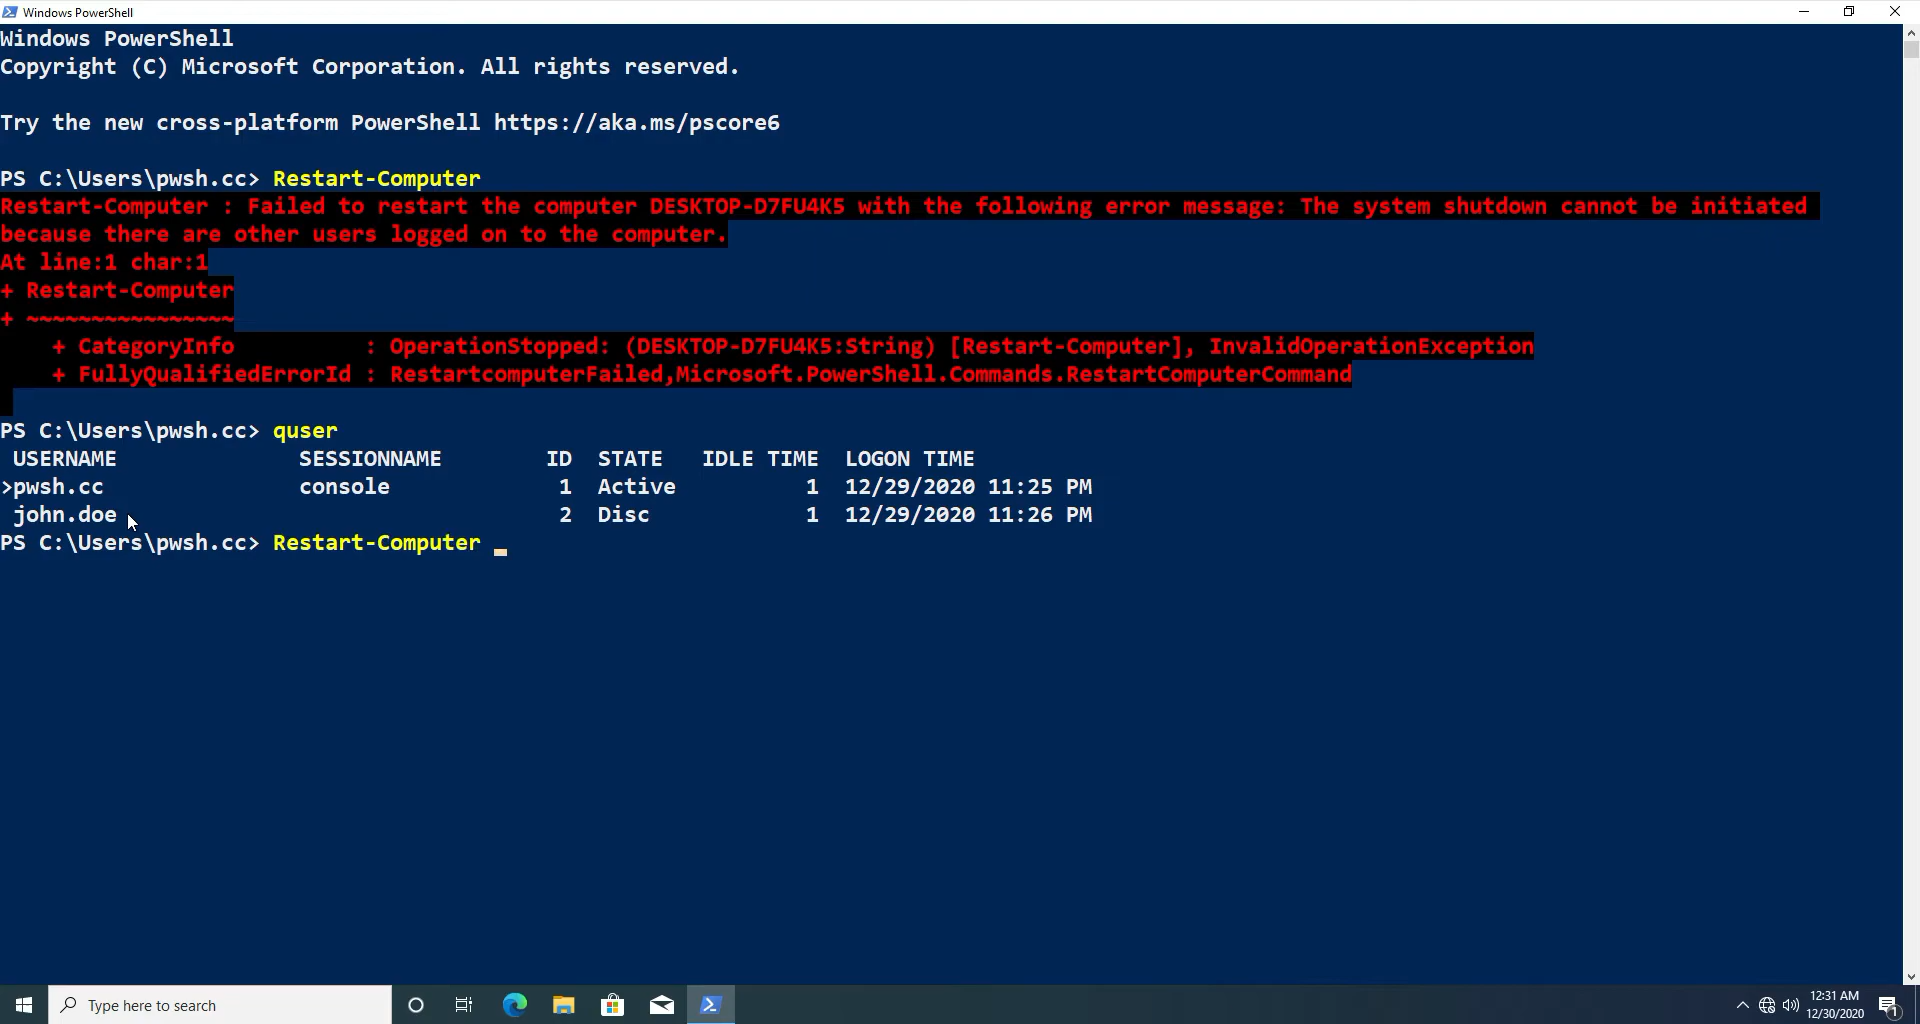 Windows PowerShell
Windows PowerShell
Copyright (C) Microsoft Corporation. All rights reserved.
Try the new cross-platform PowerShell https://aka.ms/pscore6
PS C:\Users\pwsh.cc> Restart-Computer
Restart-Computer : Failed to restart the computer DESKTOP-D7FU4K5 with the following error message: The system shutdown cannot be initiated
because there are other users logged on to the computer.
At line:1 char:1
+ Restart-Computer
+ ~~~~~~~~~~~~~~~~
    + CategoryInfo          : OperationStopped: (DESKTOP-D7FU4K5:String) [Restart-Computer], InvalidOperationException
    + FullyQualifiedErrorId : RestartcomputerFailed,Microsoft.PowerShell.Commands.RestartComputerCommand
PS C:\Users\pwsh.cc> quser
 USERNAME              SESSIONNAME        ID  STATE   IDLE TIME  LOGON TIME
>pwsh.cc               console             1  Active          1  12/29/2020 11:25 PM
 john.doe                                  2  Disc            1  12/29/2020 11:26 PM
PS C:\Users\pwsh.cc> Restart-Computer _
Type here to search
12:31 AM
12/30/2020
1